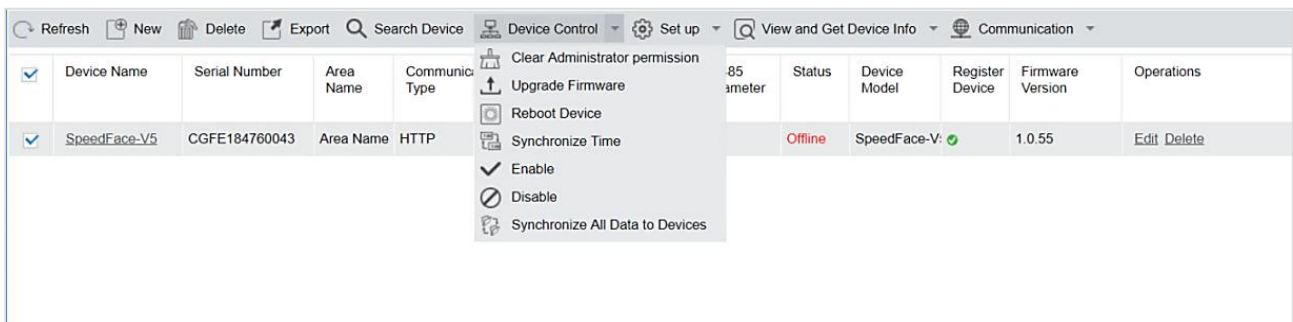 Refresh New Delete Export Search Device Device Control Set up View and Get Device Info Communication
Device Name Serial Number Area Name Communica Type 85 ameter Status Device Model Register Device Firmware Version Operations
Clear Administrator permission
Upgrade Firmware
Reboot Device
SpeedFace-V5 CGFE184760043 Area Name HTTP Synchronize Time Offline SpeedFace-V 1.0.55 Edit Delete
Enable
Disable
Synchronize All Data to Devices